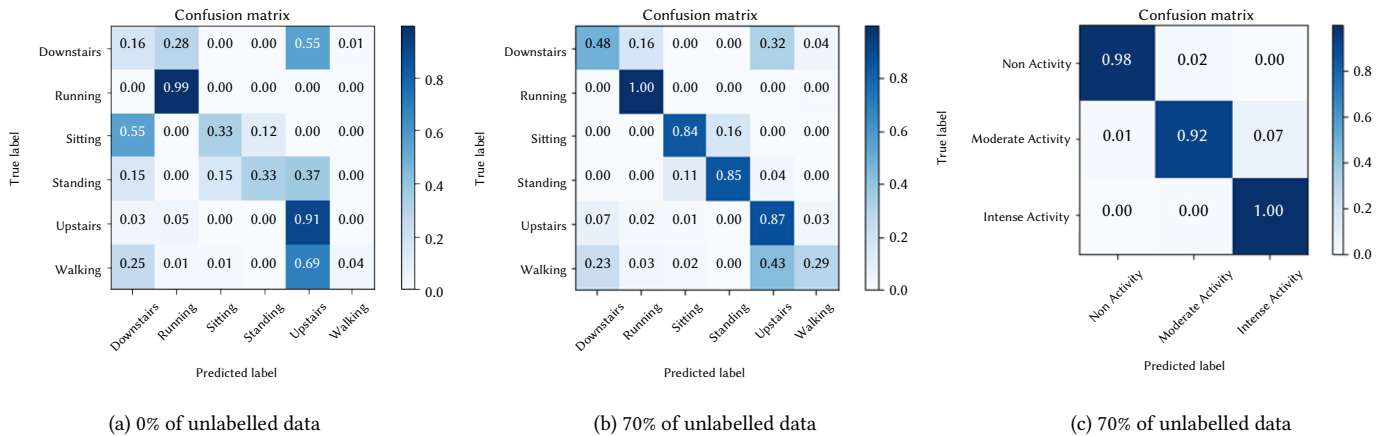 Confusion matrix
True label
Downstairs 0.16 0.28 0.00 0.00 0.55 0.01
Running 0.00 0.99 0.00 0.00 0.00 0.00
Sitting 0.55 0.00 0.33 0.12 0.00 0.00
Standing 0.15 0.00 0.15 0.33 0.37 0.00
Upstairs 0.03 0.05 0.00 0.00 0.91 0.00
Walking 0.25 0.01 0.01 0.00 0.69 0.04
Downstairs Running Sitting Standing Upstairs Walking
Predicted label
0.8
0.6
0.4
0.2
0.0
(a) 0% of unlabelled data
Confusion matrix
True label
Downstairs 0.48 0.16 0.00 0.00 0.32 0.04
Running 0.00 1.00 0.00 0.00 0.00 0.00
Sitting 0.00 0.00 0.84 0.16 0.00 0.00
Standing 0.00 0.00 0.11 0.85 0.04 0.00
Upstairs 0.07 0.02 0.01 0.00 0.87 0.03
Walking 0.23 0.03 0.02 0.00 0.43 0.29
Downstairs Running Sitting Standing Upstairs Walking
Predicted label
0.8
0.6
0.4
0.2
0.0
(b) 70% of unlabelled data
Confusion matrix
True label
Non Activity 0.98 0.02 0.00
Moderate Activity 0.01 0.92 0.07
Intense Activity 0.00 0.00 1.00
Non Activity Moderate Activity Intense Activity
Predicted label
0.8
0.6
0.4
0.2
0.0
(c) 70% of unlabelled data